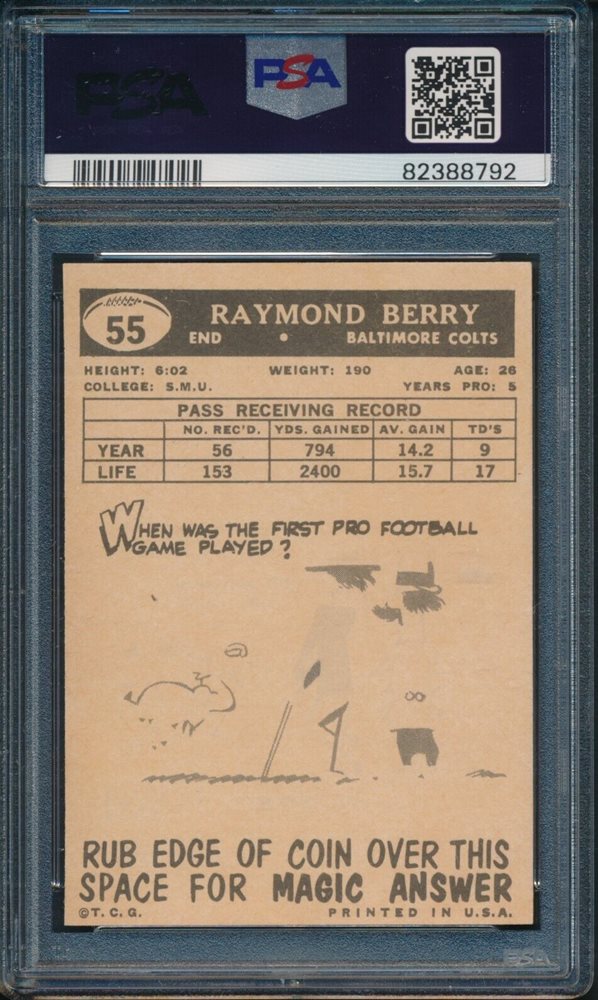 PSA PSA
82388792
55 RAYMOND BERRY
END • BALTIMORE COLTS
HEIGHT: 6:02 WEIGHT: 190 AGE: 26
COLLEGE: S.M.U. YEARS PRO: 5
PASS RECEIVING RECORD
NO. REC'D. YDS. GAINED AV. GAIN TD'S
YEAR 56 794 14.2 9
LIFE 153 2400 15.7 17
WHEN WAS THE FIRST PRO FOOTBALL
GAME PLAYED?
RUB EDGE OF COIN OVER THIS
SPACE FOR MAGIC ANSWER
©T.C.G. PRINTED IN U.S.A.
PSA